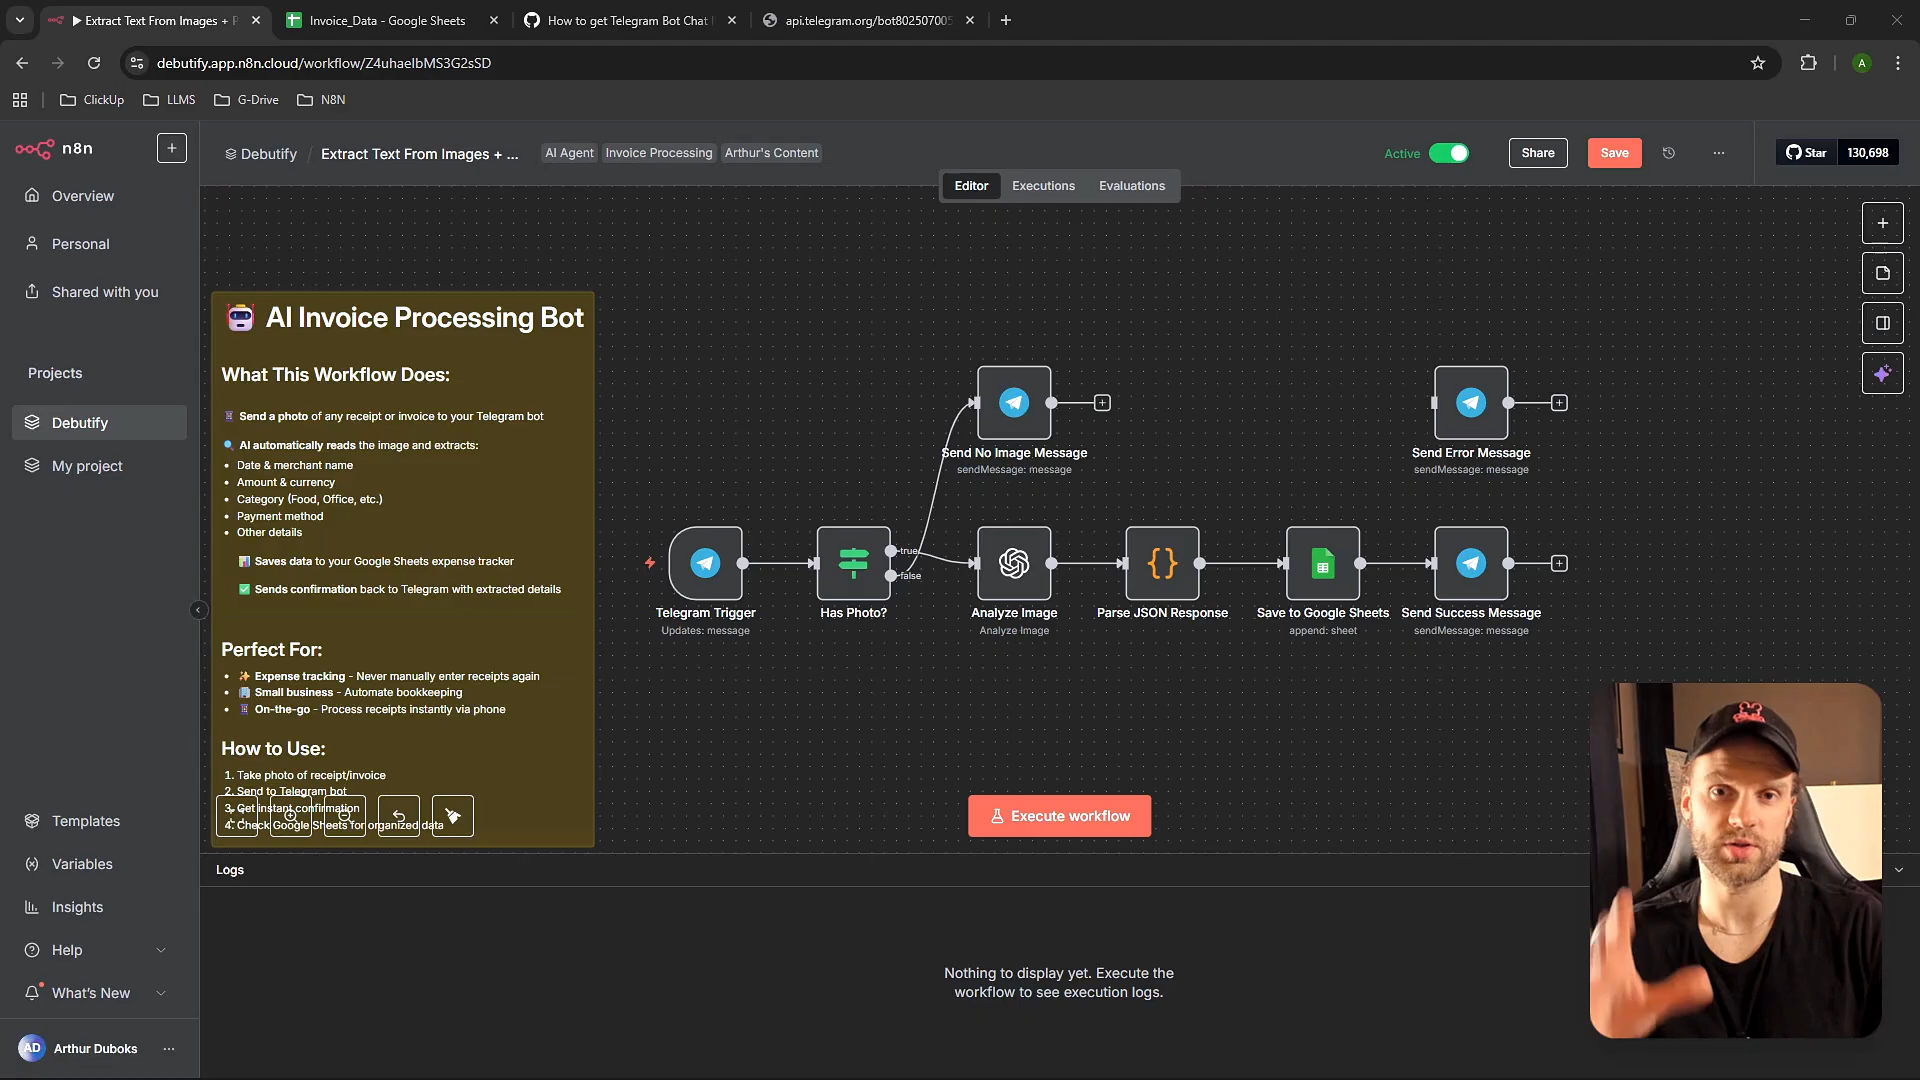 Extract Text From Images + P
Invoice_Data - Google Sheets
How to get Telegram Bot Chat
api.telegram.org/bot802507005
debutify.app.n8n.cloud/workflow/Z4uhaelbMS3G2sSD
A
ClickUp
LLMS
G-Drive
N8N
n8n
Debutify / Extract Text From Images + ...
AI Agent
Invoice Processing
Arthur's Content
Active
Share
Save
Star
130,698
Editor
Executions
Evaluations
Overview
Personal
Shared with you
Projects
Debutify
My project
Templates
Variables
Insights
Help
What's New
AD
Arthur Duboks
AI Invoice Processing Bot
What This Workflow Does:
Send a photo of any receipt or invoice to your Telegram bot
AI automatically reads the image and extracts:
• Date & merchant name
• Amount & currency
• Category (Food, Office, etc.)
• Payment method
• Other details
Saves data to your Google Sheets expense tracker
Sends confirmation back to Telegram with extracted details
Perfect For:
• Expense tracking - Never manually enter receipts again
• Small business - Automate bookkeeping
• On-the-go - Process receipts instantly via phone
How to Use:
1. Take photo of receipt/invoice
2. Send to Telegram bot
3. Get instant confirmation
4. Check Google Sheets for organized data
Send No Image Message
sendMessage: message
Send Error Message
sendMessage: message
true
false
Telegram Trigger
Updates: message
Has Photo?
Analyze Image
Analyze Image
Parse JSON Response
Save to Google Sheets
append: sheet
Send Success Message
sendMessage: message
Execute workflow
Logs
Nothing to display yet. Execute the
workflow to see execution logs.